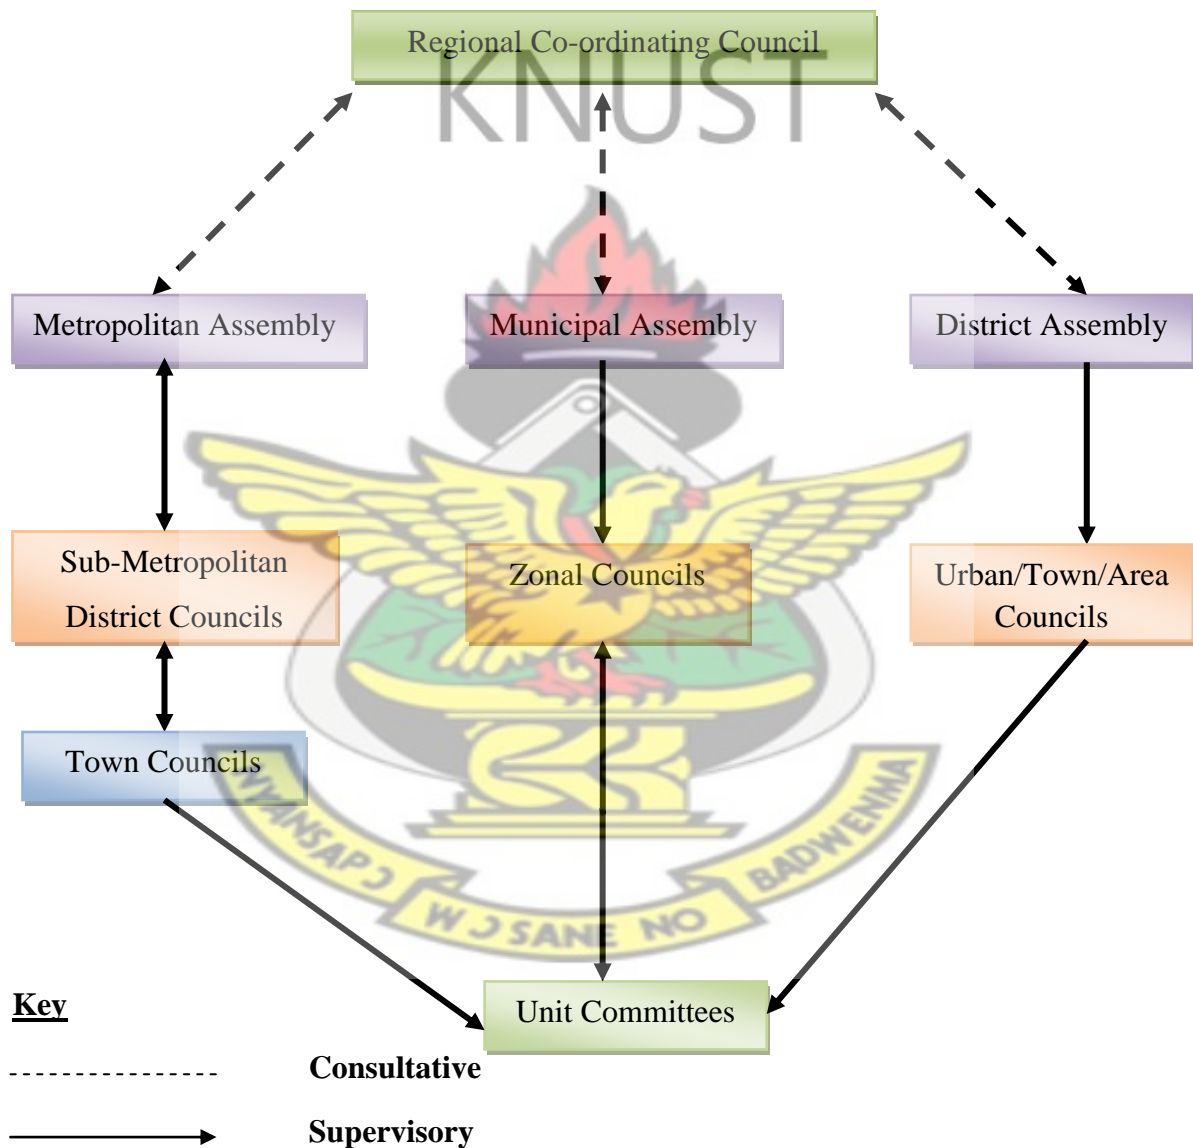 Regional Co-ordinating Council
KNUST
Metropolitan Assembly
Municipal Assembly
District Assembly
Sub-Metropolitan
District Councils
Zonal Councils
Urban/Town/Area
Councils
Town Councils
NYANSAPƆ
WƆSANE NO
BADWENMA
Unit Committees
Key
Consultative
Supervisory